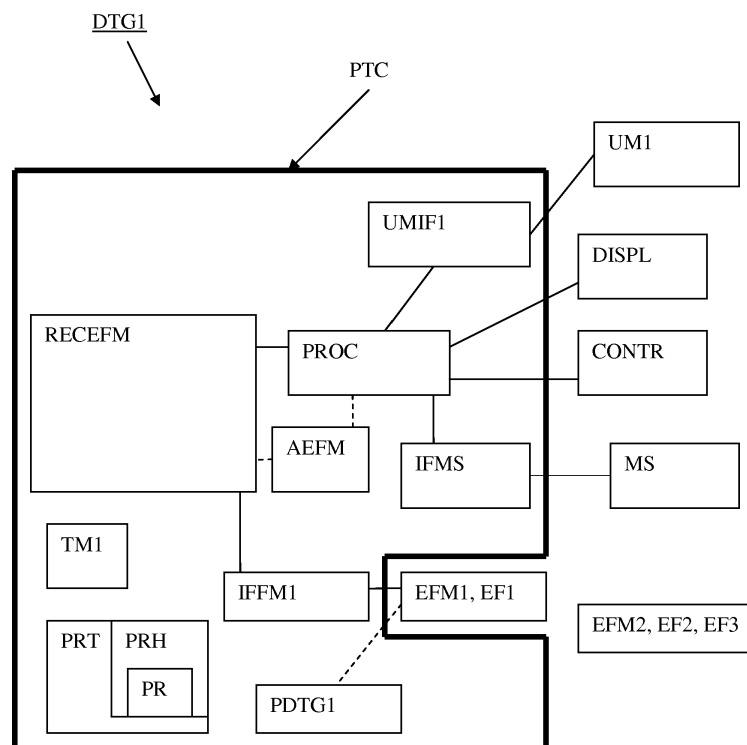 DTG1
PTC
UM1
UMIF1
DISPL
RECEFM
PROC
CONTR
AEFM
IFMS
MS
TM1
IFFM1
EFM1, EF1
EFM2, EF2, EF3
PRT
PRH
PR
PDTG1